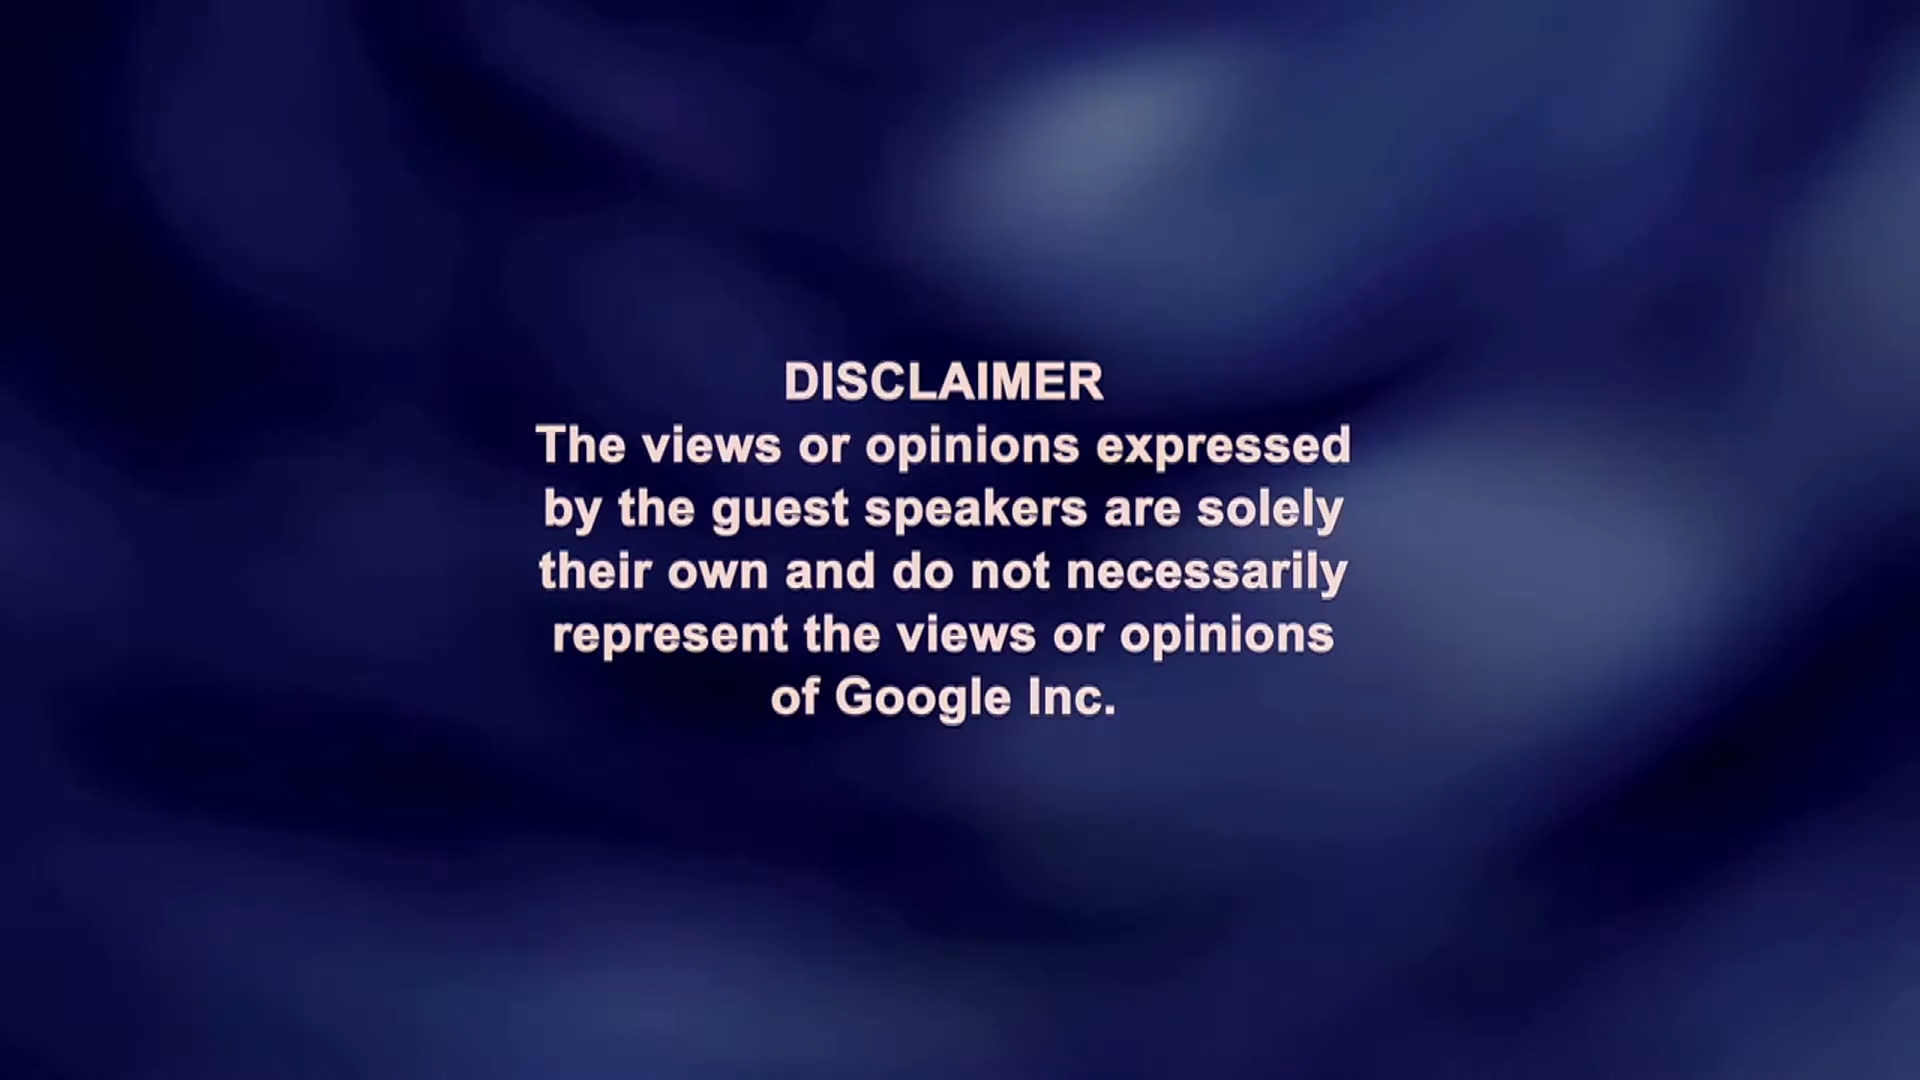 DISCLAIMER
The views or opinions expressed
by the guest speakers are solely
their own and do not necessarily
represent the views or opinions
of Google Inc.